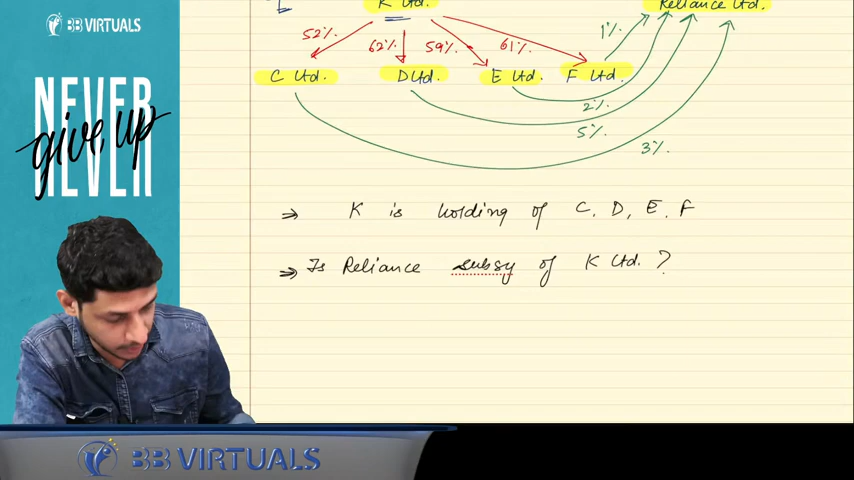 BB VIRTUALS
K Ltd.
Reliance Ltd.
52%
62%
59%
61%
1%
C Ltd.
D Ltd.
E Ltd.
F Ltd.
2%
5%
3%
NEVER
give up
NEVER
⇒ K is holding of C, D, E, F
⇒ Is Reliance subsy of K Ltd. ?
BB VIRTUALS